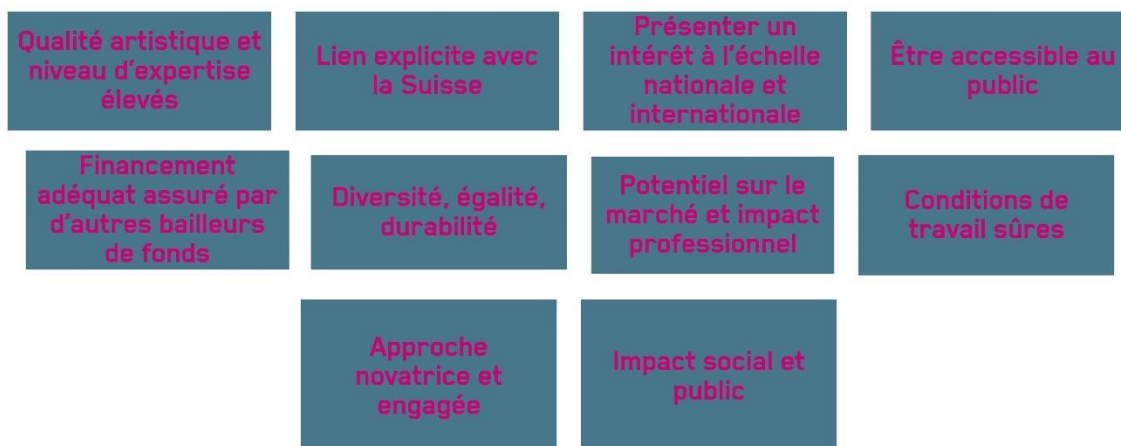 Qualité artistique et
niveau d'expertise
élevés
Lien explicite avec
la Suisse
Présenter un
intérêt à l'échelle
nationale et
internationale
Être accessible au
public
Financement
adéquat assuré par
d'autres bailleurs
de fonds
Diversité, égalité,
durabilité
Potentiel sur le
marché et impact
professionnel
Conditions de
travail sûres
Approche
novatrice et
engagée
Impact social et
public